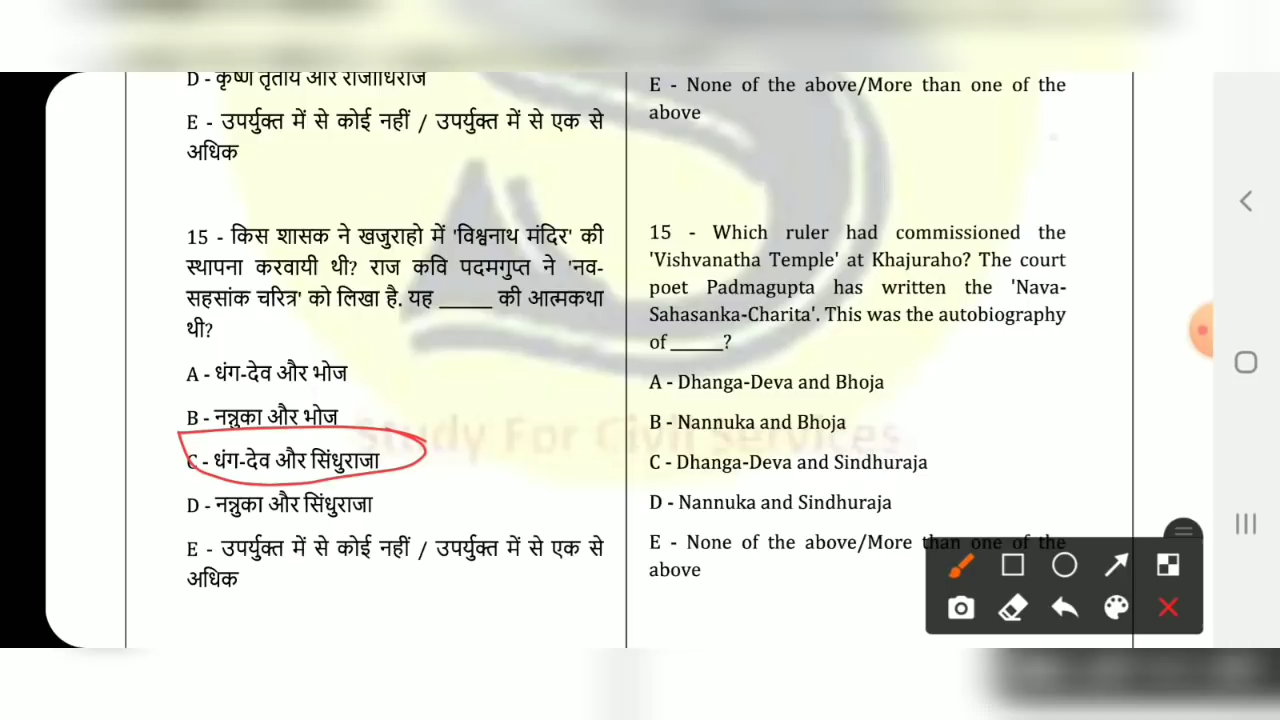 D - कृष्ण तृतीय और राजाधिराज
E - उपर्युक्त में से कोई नहीं / उपर्युक्त में से एक से
अधिक
15 - किस शासक ने खजुराहो में 'विश्वनाथ मंदिर' की
स्थापना करवायी थी? राज कवि पदमगुप्त ने 'नव-
सहसांक चरित्र' को लिखा है. यह ______ की आत्मकथा
थी?
A - धंग-देव और भोज
B - नन्नुका और भोज
C - धंग-देव और सिंधुराजा
D - नन्नुका और सिंधुराजा
E - उपर्युक्त में से कोई नहीं / उपर्युक्त में से एक से
अधिक
E - None of the above/More than one of the
above
15 - Which ruler had commissioned the
'Vishvanatha Temple' at Khajuraho? The court
poet Padmagupta has written the 'Nava-
Sahasanka-Charita'. This was the autobiography
of ______?
A - Dhanga-Deva and Bhoja
B - Nannuka and Bhoja
C - Dhanga-Deva and Sindhuraja
D - Nannuka and Sindhuraja
E - None of the above/More than one of the
above
Study For Civil Services